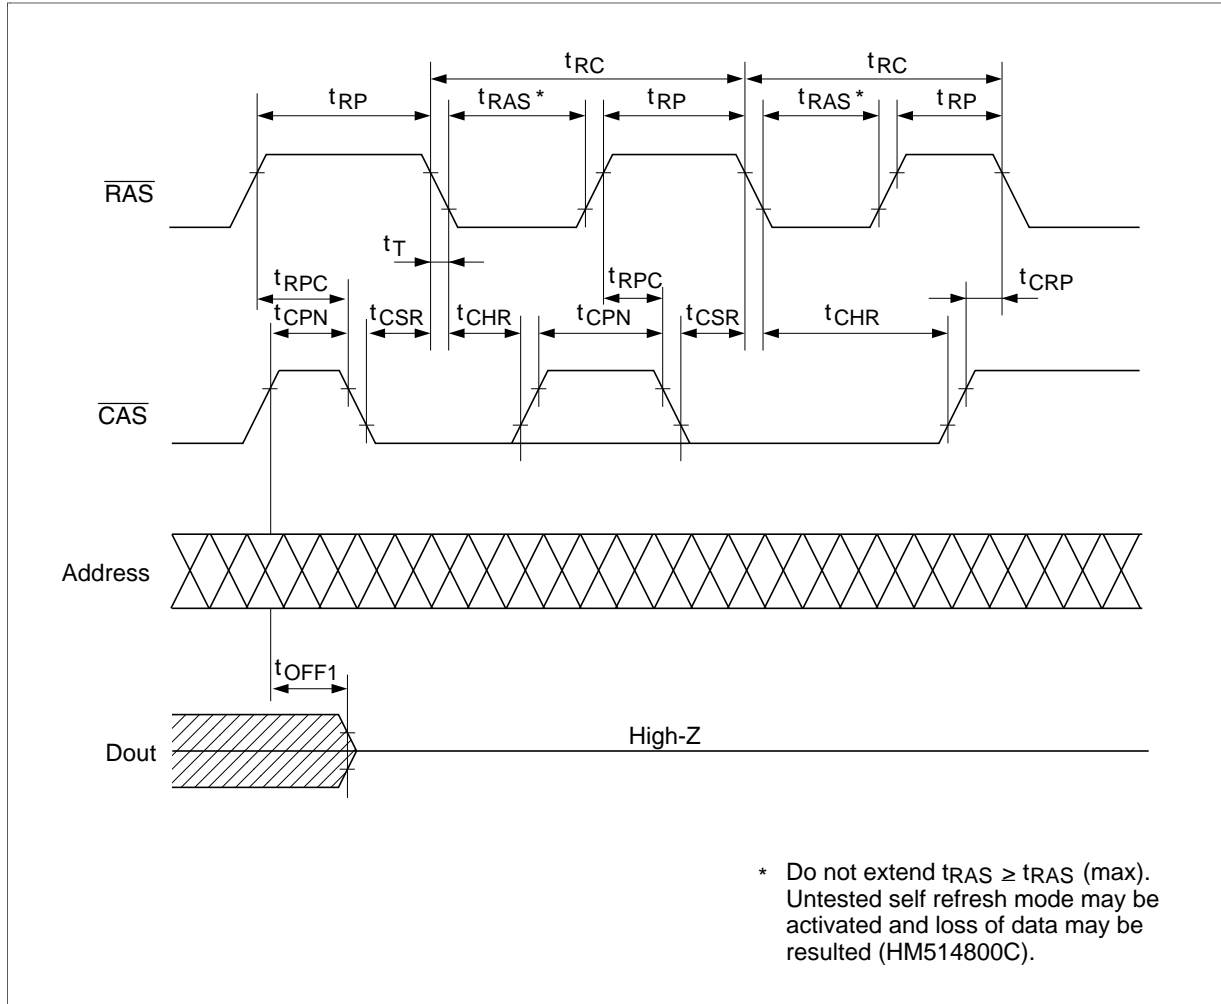 tRC tRC
tRP tRAS * tRP tRAS * tRP
RAS
tT
tRPC tRPC tCRP
tCPN tCSR tCHR tCPN tCSR tCHR
CAS
Address
tOFF1
High-Z
Dout
* Do not extend tRAS ≥ tRAS (max).
Untested self refresh mode may be
activated and loss of data may be
resulted (HM514800C).